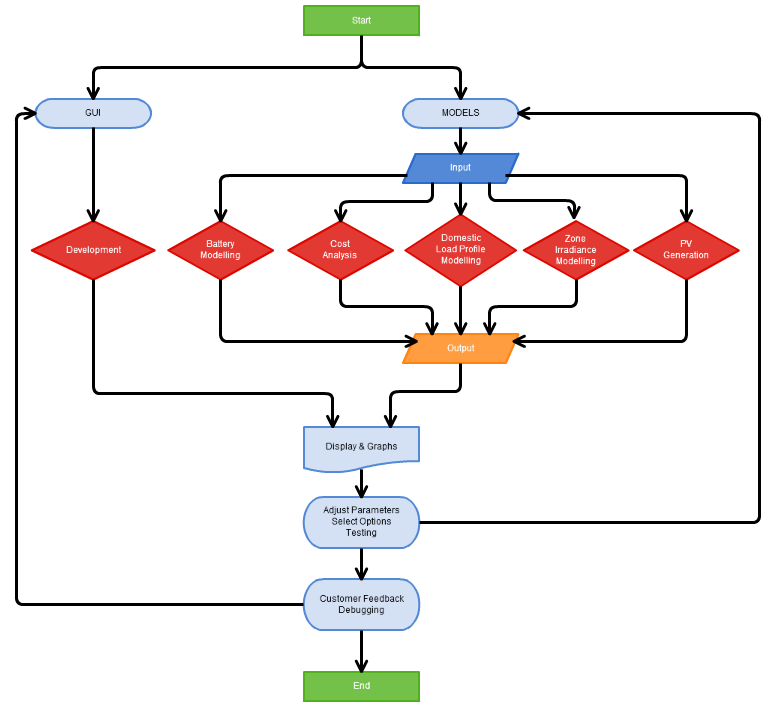 Start
GUI
MODELS
Input
Development
Battery
Modelling
Cost
Analysis
Domestic
Load Profile
Modelling
Zone
Irradiance
Modelling
PV
Generation
Output
Display & Graphs
Adjust Parameters
Select Options
Testing
Customer Feedback
Debugging
End